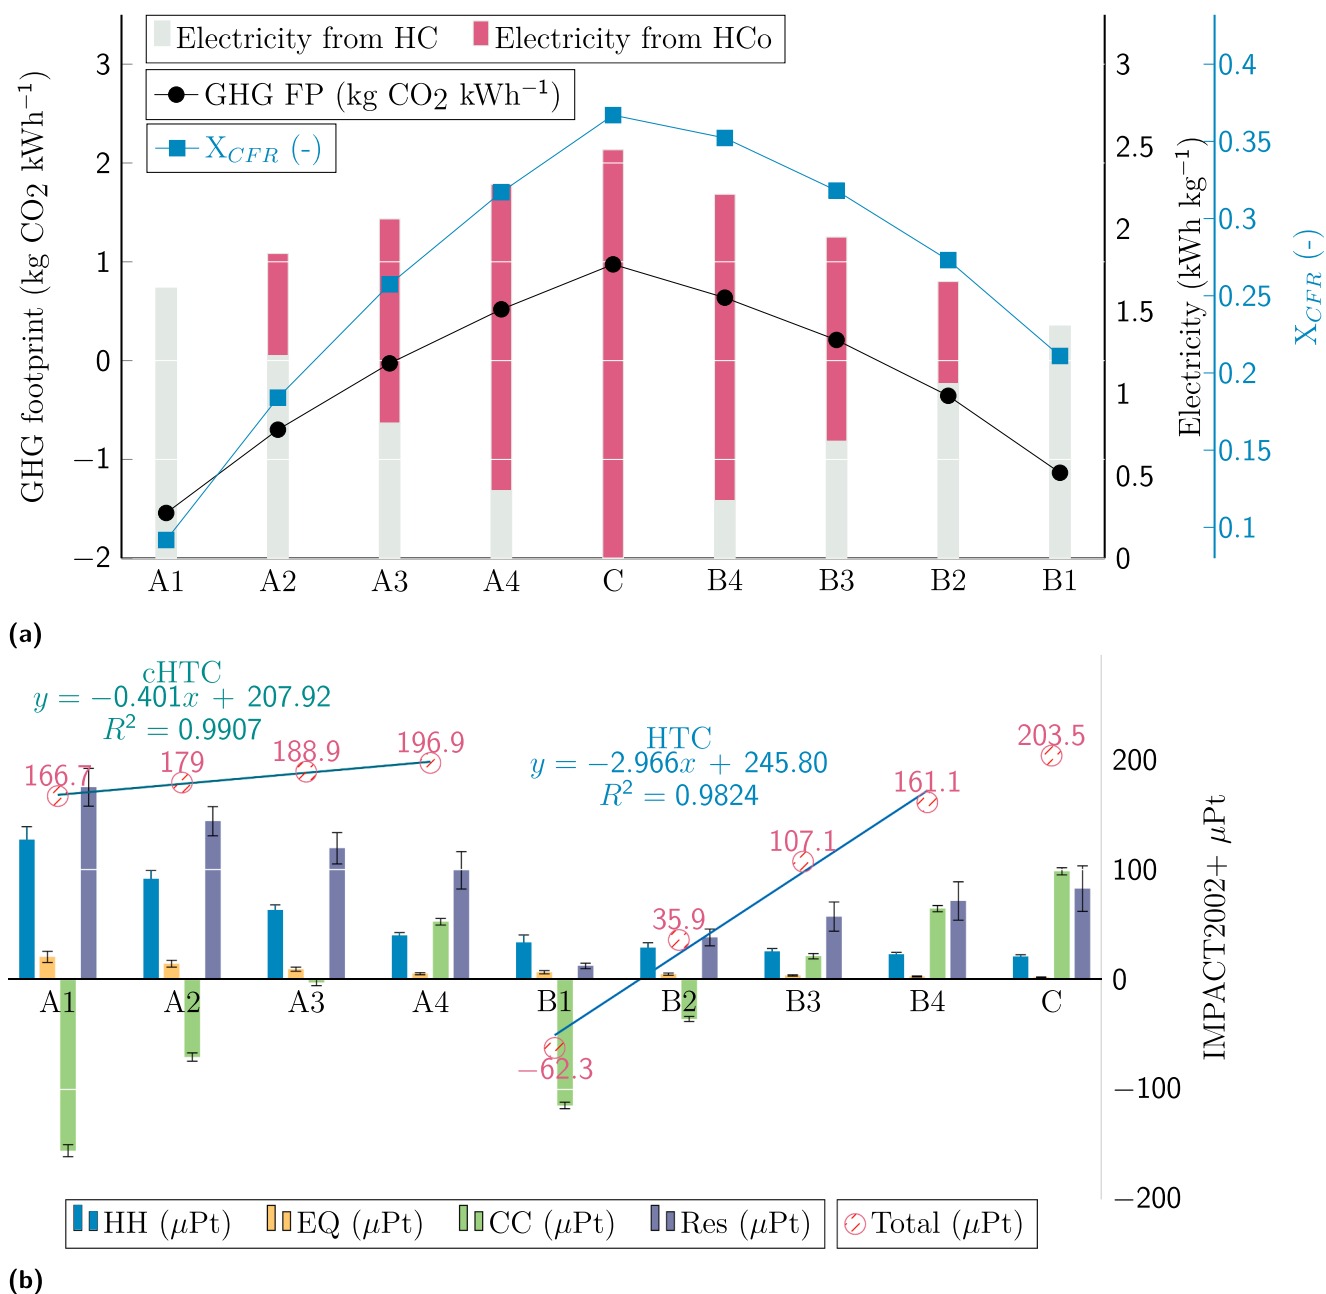 Electricity from HC
Electricity from HCo
GHG FP (kg CO2 kWh−1)
XCFR (-)
GHG footprint (kg CO2 kWh−1)
3
2
1
0
−1
−2
3
2.5
2
1.5
1
0.5
0
Electricity (kWh kg−1)
0.4
0.35
0.3
0.25
0.2
0.15
0.1
XCFR (-)
A1 A2 A3 A4 C B4 B3 B2 B1
(a)
cHTC
y = −0.401x + 207.92
R2 = 0.9907
HTC
y = −2.966x + 245.80
R2 = 0.9824
166.7
179
188.9
196.9
−62.3
35.9
107.1
161.1
203.5
A1 A2 A3 A4 B1 B2 B3 B4 C
200
100
0
−100
−200
IMPACT2002+ μPt
HH (μPt) EQ (μPt) CC (μPt) Res (μPt) Total (μPt)
(b)